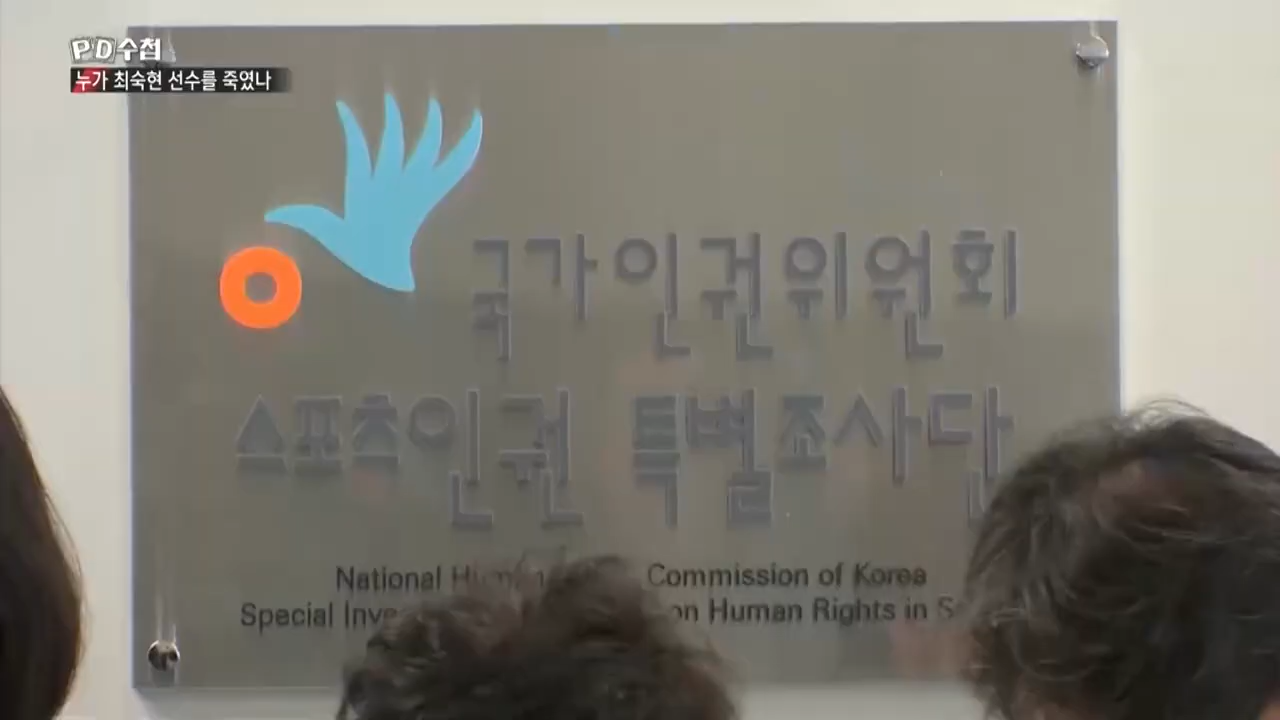 PD수첩
누가 최숙현 선수를 죽였나
국가인권위원회
스포츠인권 특별조사단
National Commission of Korea
Special on Human Rights in